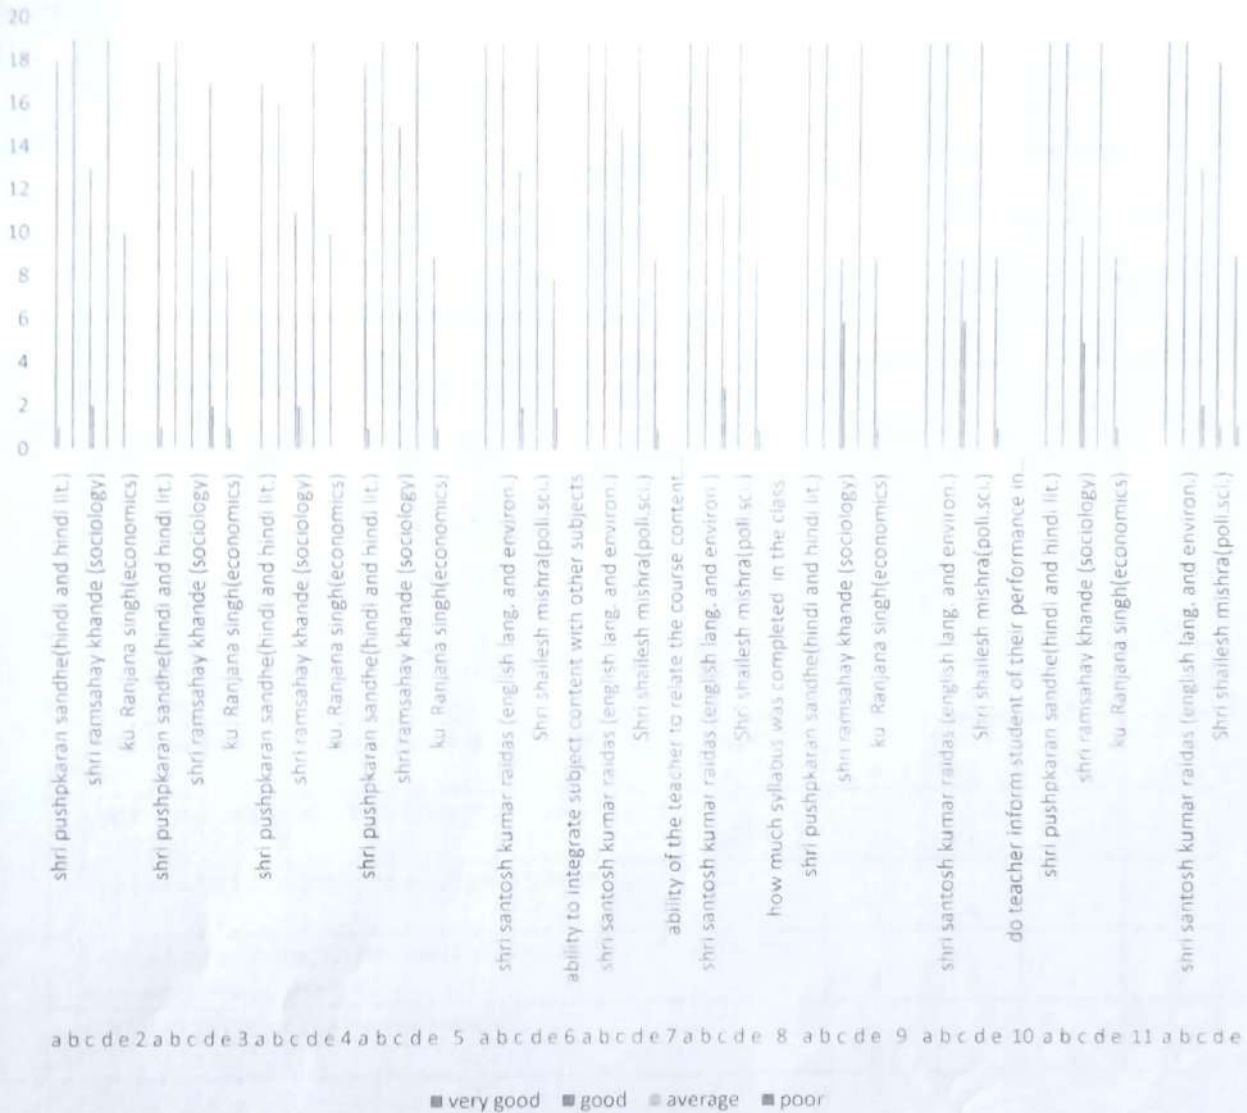 20
18
16
14
12
10
8
6
4
2
0
shri pushpkaran sandhe(hindi and hindi lit.)
shri ramsahay khande (sociology)
ku. Ranjana singh(economics)
shri pushpkaran sandhe(hindi and hindi lit.)
shri ramsahay khande (sociology)
ku. Ranjana singh(economics)
shri pushpkaran sandhe(hindi and hindi lit.)
shri ramsahay khande (sociology)
ku. Ranjana singh(economics)
shri pushpkaran sandhe(hindi and hindi lit.)
shri ramsahay khande (sociology)
ku. Ranjana singh(economics)
shri santosh kumar raidas (english lang. and environ.)
Shri shailesh mishra(poli.sci.)
ability to integrate subject content with other subjects
shri santosh kumar raidas (english lang. and environ.)
Shri shailesh mishra(poli.sci.)
ability of the teacher to relate the course content
shri santosh kumar raidas (english lang. and environ.)
Shri shailesh mishra(poli.sci.)
how much syllabus was completed in the class
shri pushpkaran sandhe(hindi and hindi lit.)
shri ramsahay khande (sociology)
ku. Ranjana singh(economics)
shri santosh kumar raidas (english lang. and environ.)
Shri shailesh mishra(poli.sci.)
do teacher inform student of their performance in...
shri pushpkaran sandhe(hindi and hindi lit.)
shri ramsahay khande (sociology)
ku. Ranjana singh(economics)
shri santosh kumar raidas (english lang. and environ.)
Shri shailesh mishra(poli.sci.)
a b c d e 2 a b c d e 3 a b c d e 4 a b c d e 5 a b c d e 6 a b c d e 7 a b c d e 8 a b c d e 9 a b c d e 10 a b c d e 11 a b c d e
very good good average poor